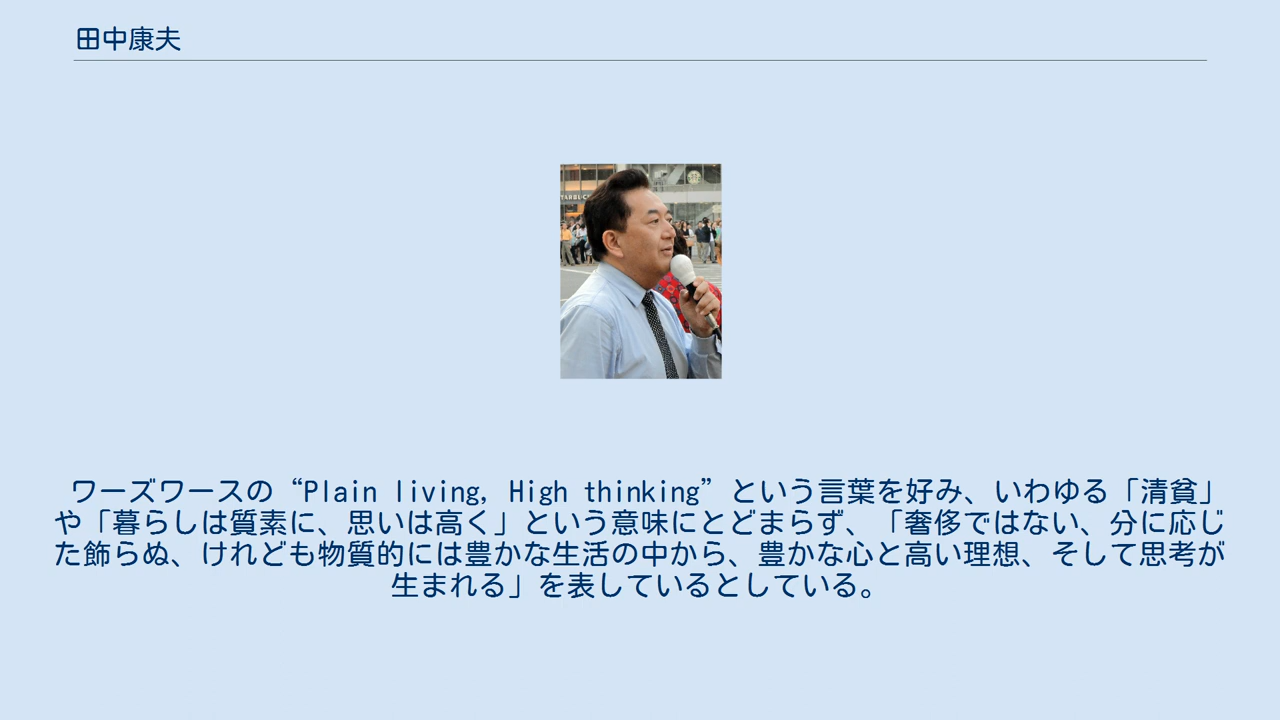 田中康夫
ワーズワースの“Plain living, High thinking”という言葉を好み、いわゆる「清貧」
や「暮らしは質素に、思いは高く」という意味にとどまらず、「奢侈ではない、分に応じ
た飾らぬ、けれども物質的には豊かな生活の中から、豊かな心と高い理想、そして思考が
生まれる」を表しているとしている。